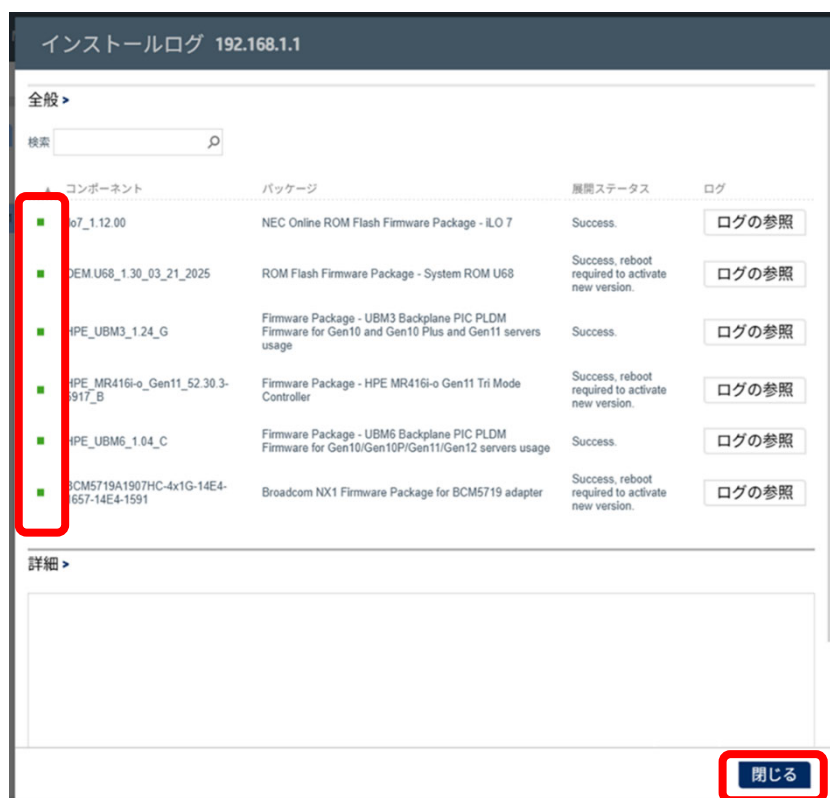 インストールログ 192.168.1.1
全般 >
検索
コンポーネント パッケージ 展開ステータス ログ
lo7_1.12.00 NEC Online ROM Flash Firmware Package - iLO 7 Success. ログの参照
OEM.U68_1.30_03_21_2025 ROM Flash Firmware Package - System ROM U68 Success, reboot
required to activate
new version. ログの参照
HPE_UBM3_1.24_G Firmware Package - UBM3 Backplane PIC PLDM
Firmware for Gen10 and Gen10 Plus and Gen11 servers
usage Success. ログの参照
HPE_MR416i-o_Gen11_52.30.3-
5917_B Firmware Package - HPE MR416i-o Gen11 Tri Mode
Controller Success, reboot
required to activate
new version. ログの参照
HPE_UBM6_1.04_C Firmware Package - UBM6 Backplane PIC PLDM
Firmware for Gen10/Gen10P/Gen11/Gen12 servers usage Success. ログの参照
BCM5719A1907HC-4x1G-14E4-
1657-14E4-1591 Broadcom NX1 Firmware Package for BCM5719 adapter Success, reboot
required to activate
new version. ログの参照
詳細 >
閉じる